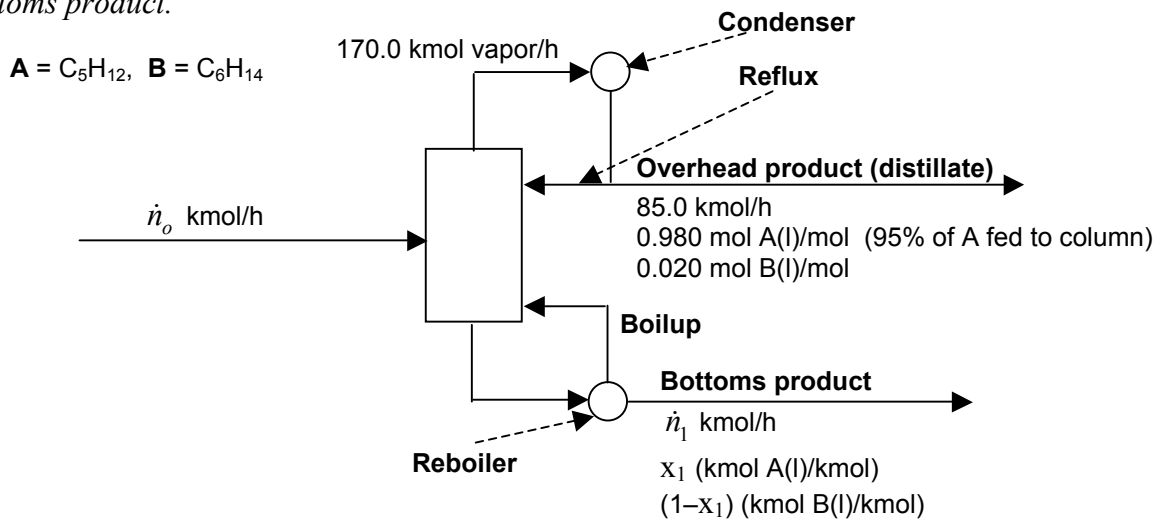 toms product.
Condenser
170.0 kmol vapor/h
A = C₅H₁₂, B = C₆H₁₄
Reflux
Overhead product (distillate)
ṅₒ kmol/h
85.0 kmol/h
0.980 mol A(l)/mol (95% of A fed to column)
0.020 mol B(l)/mol
Boilup
Bottoms product
ṅ₁ kmol/h
Reboiler
x₁ (kmol A(l)/kmol)
(1–x₁) (kmol B(l)/kmol)